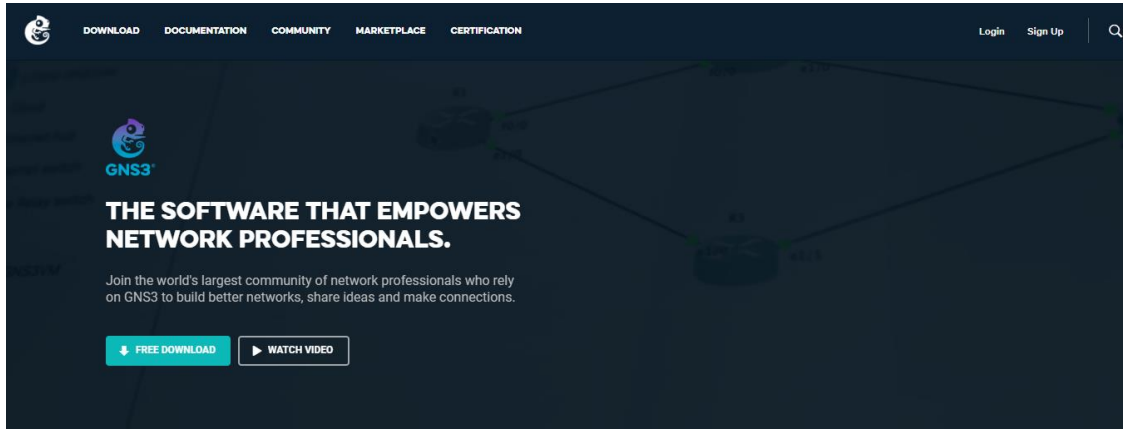 DOWNLOAD DOCUMENTATION COMMUNITY MARKETPLACE CERTIFICATION Login Sign Up
GNS3®
THE SOFTWARE THAT EMPOWERS
NETWORK PROFESSIONALS.
Join the world's largest community of network professionals who rely
on GNS3 to build better networks, share ideas and make connections.
FREE DOWNLOAD WATCH VIDEO